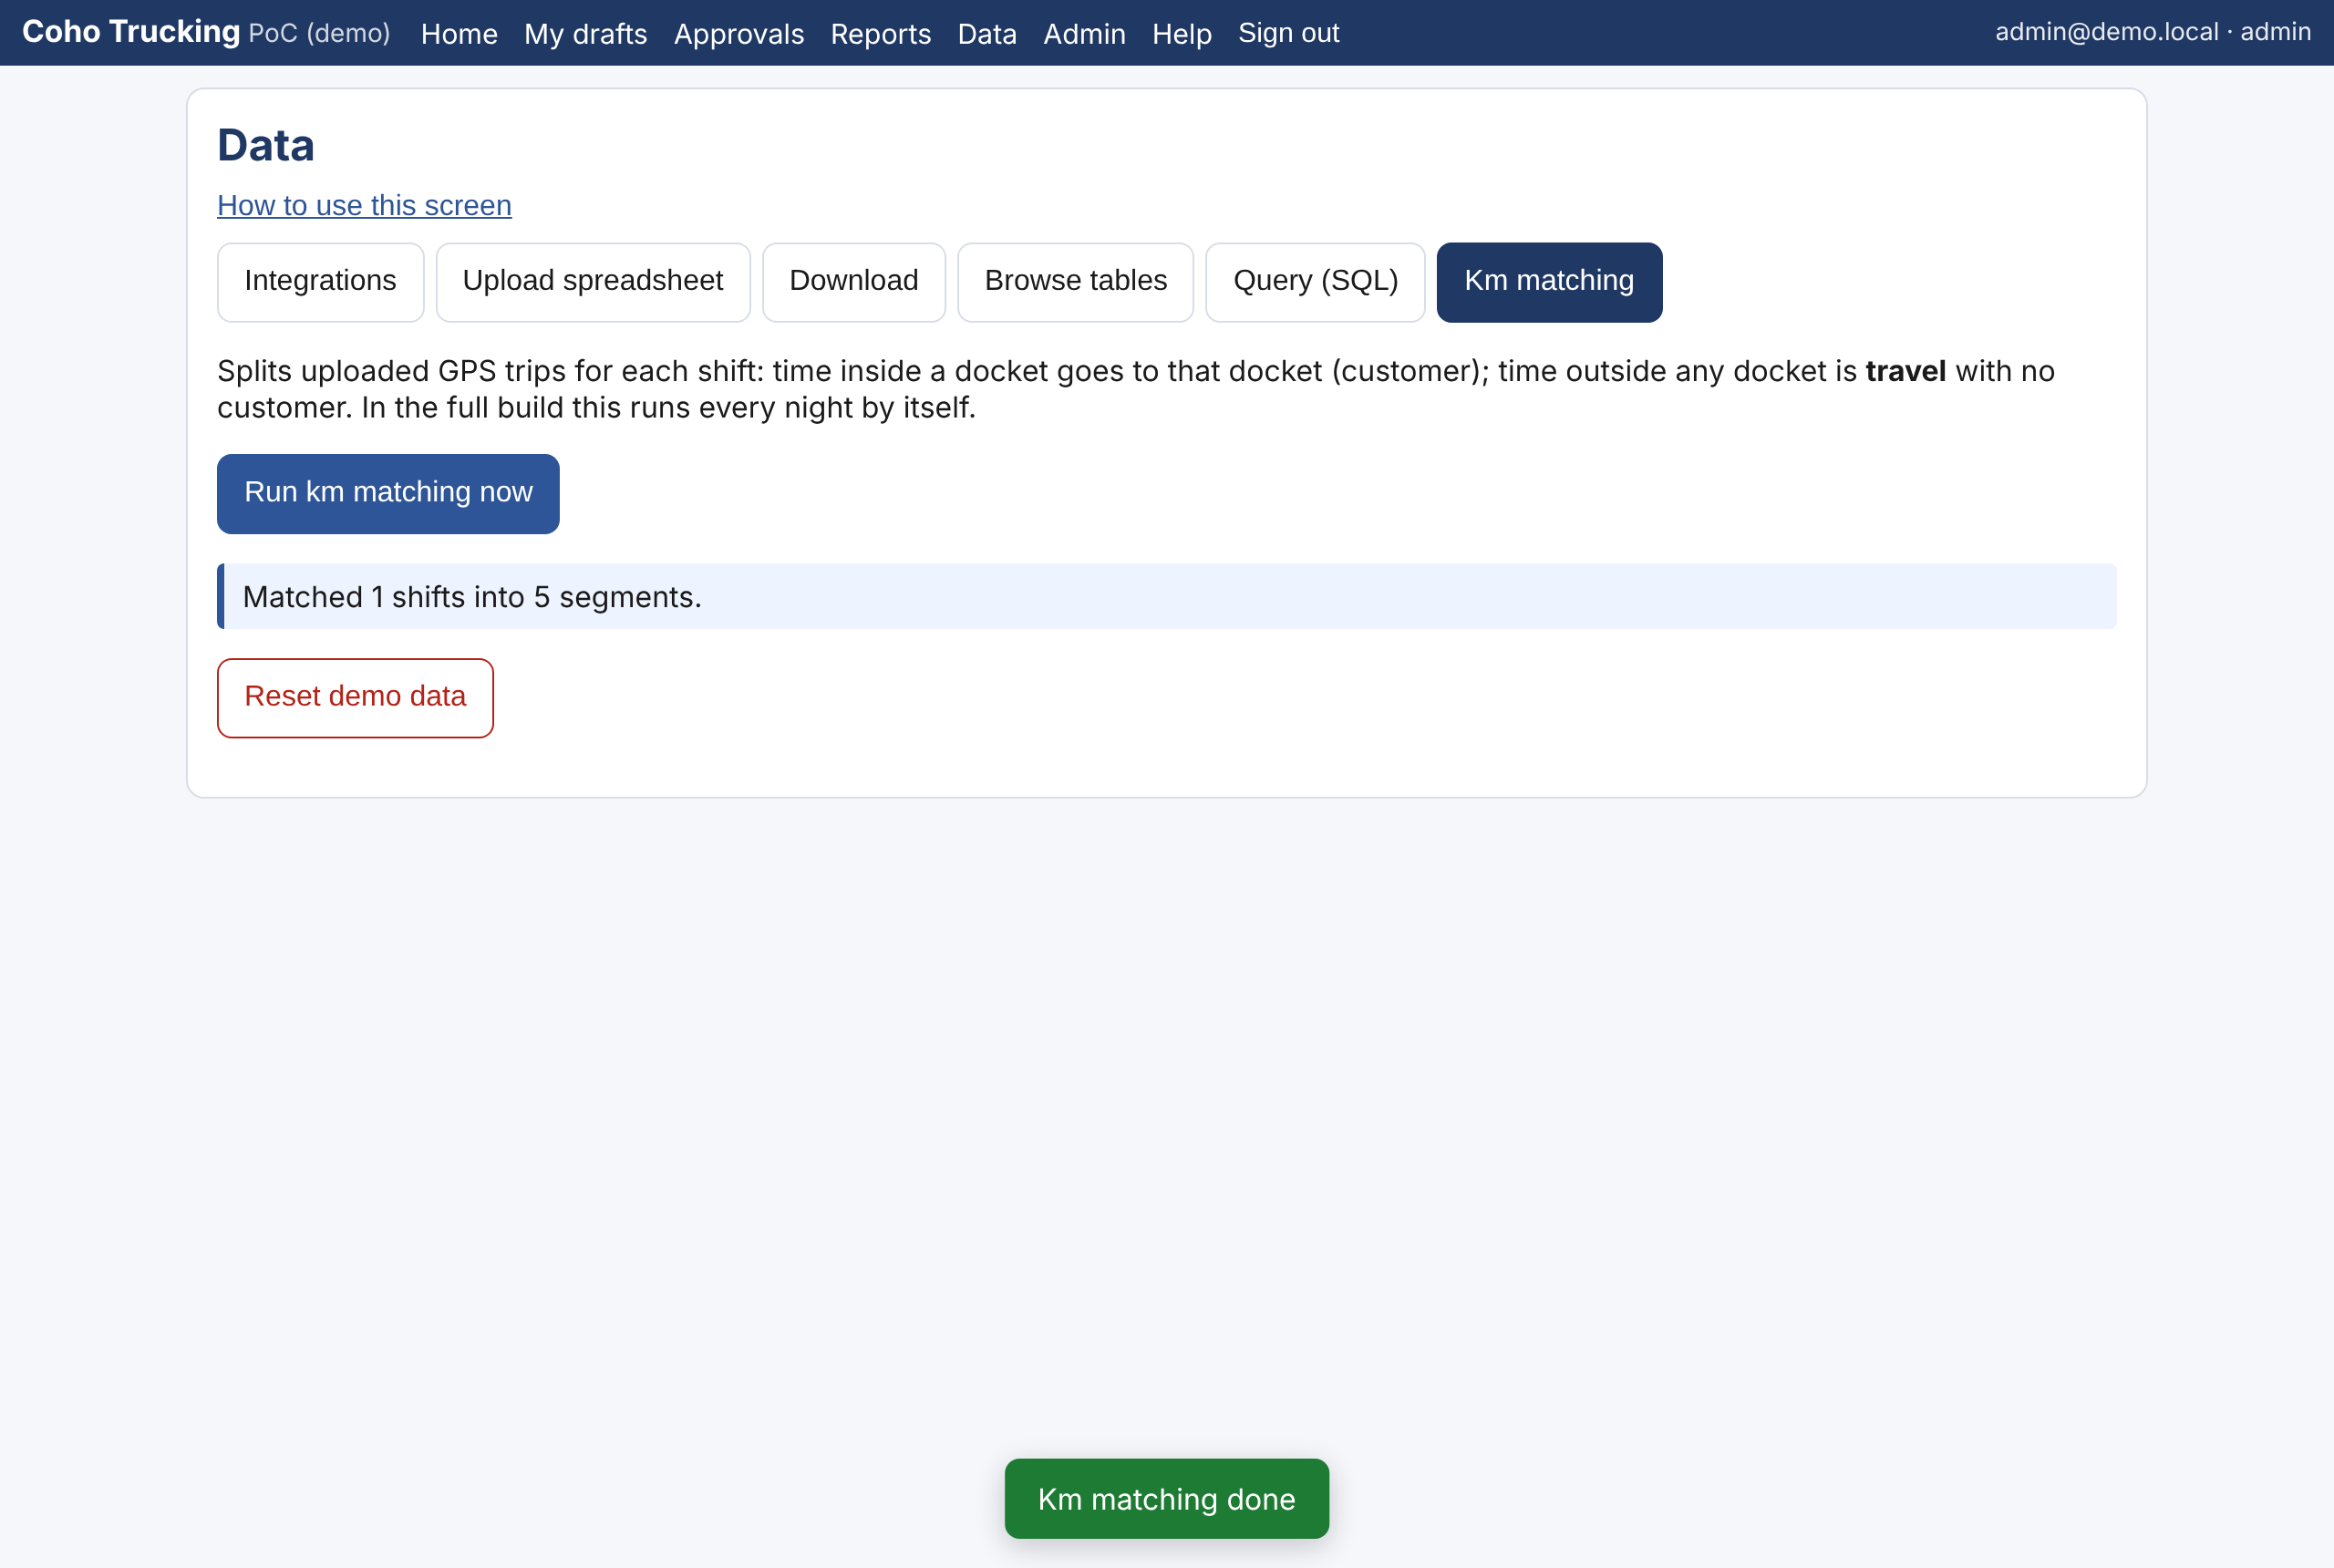 Coho Trucking PoC (demo) Home My drafts Approvals Reports Data Admin Help Sign out admin@demo.local · admin
Data
How to use this screen
Integrations Upload spreadsheet Download Browse tables Query (SQL) Km matching
Splits uploaded GPS trips for each shift: time inside a docket goes to that docket (customer); time outside any docket is travel with no
customer. In the full build this runs every night by itself.
Run km matching now
Matched 1 shifts into 5 segments.
Reset demo data
Km matching done